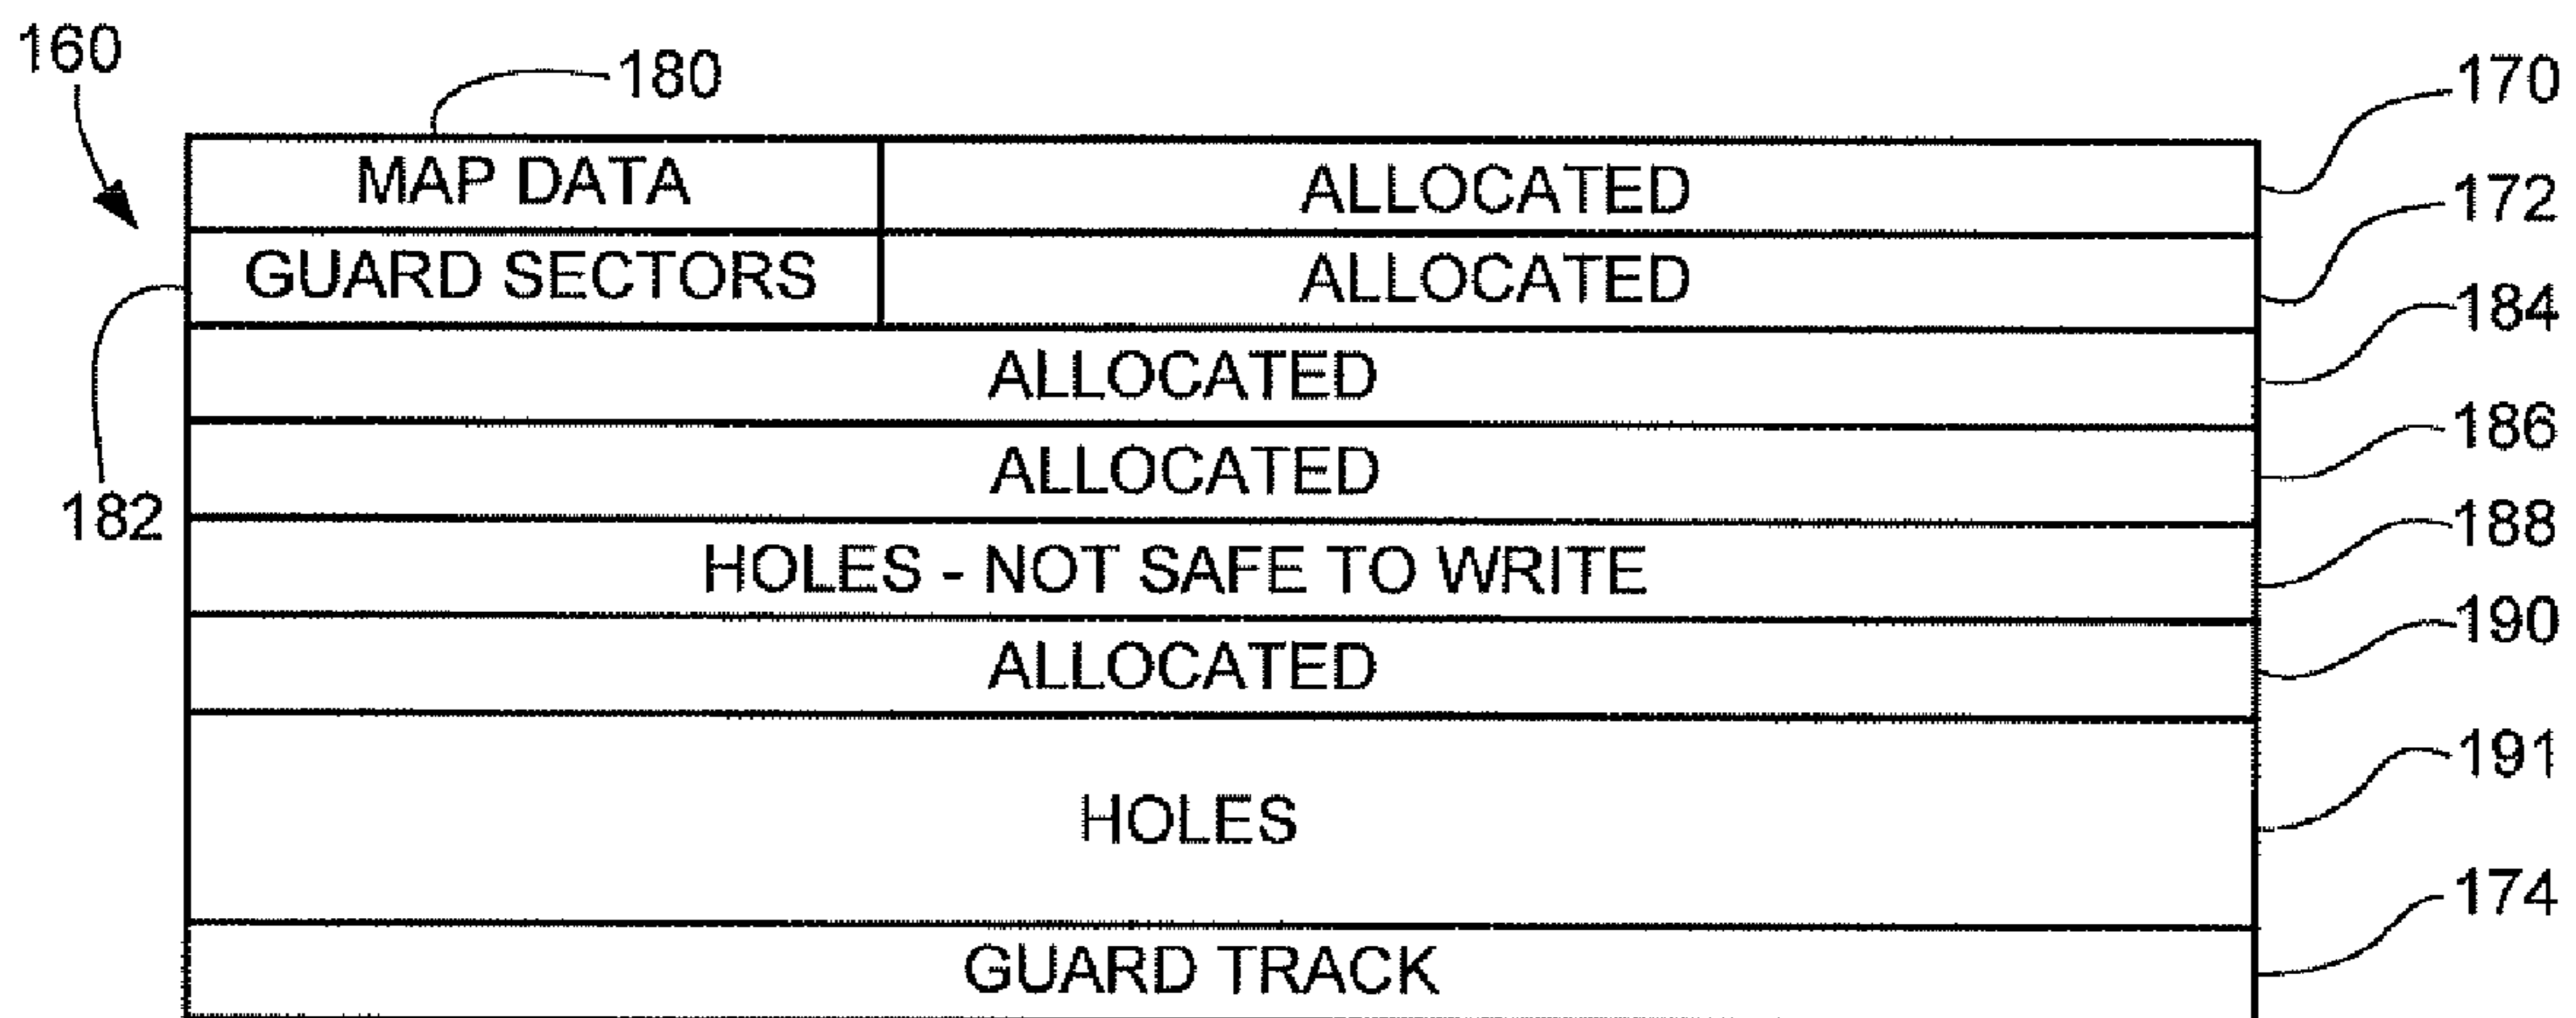 160
180
170
MAP DATA ALLOCATED
172
GUARD SECTORS ALLOCATED
184
ALLOCATED
186
ALLOCATED
182
188
HOLES - NOT SAFE TO WRITE
190
ALLOCATED
191
HOLES
174
GUARD TRACK